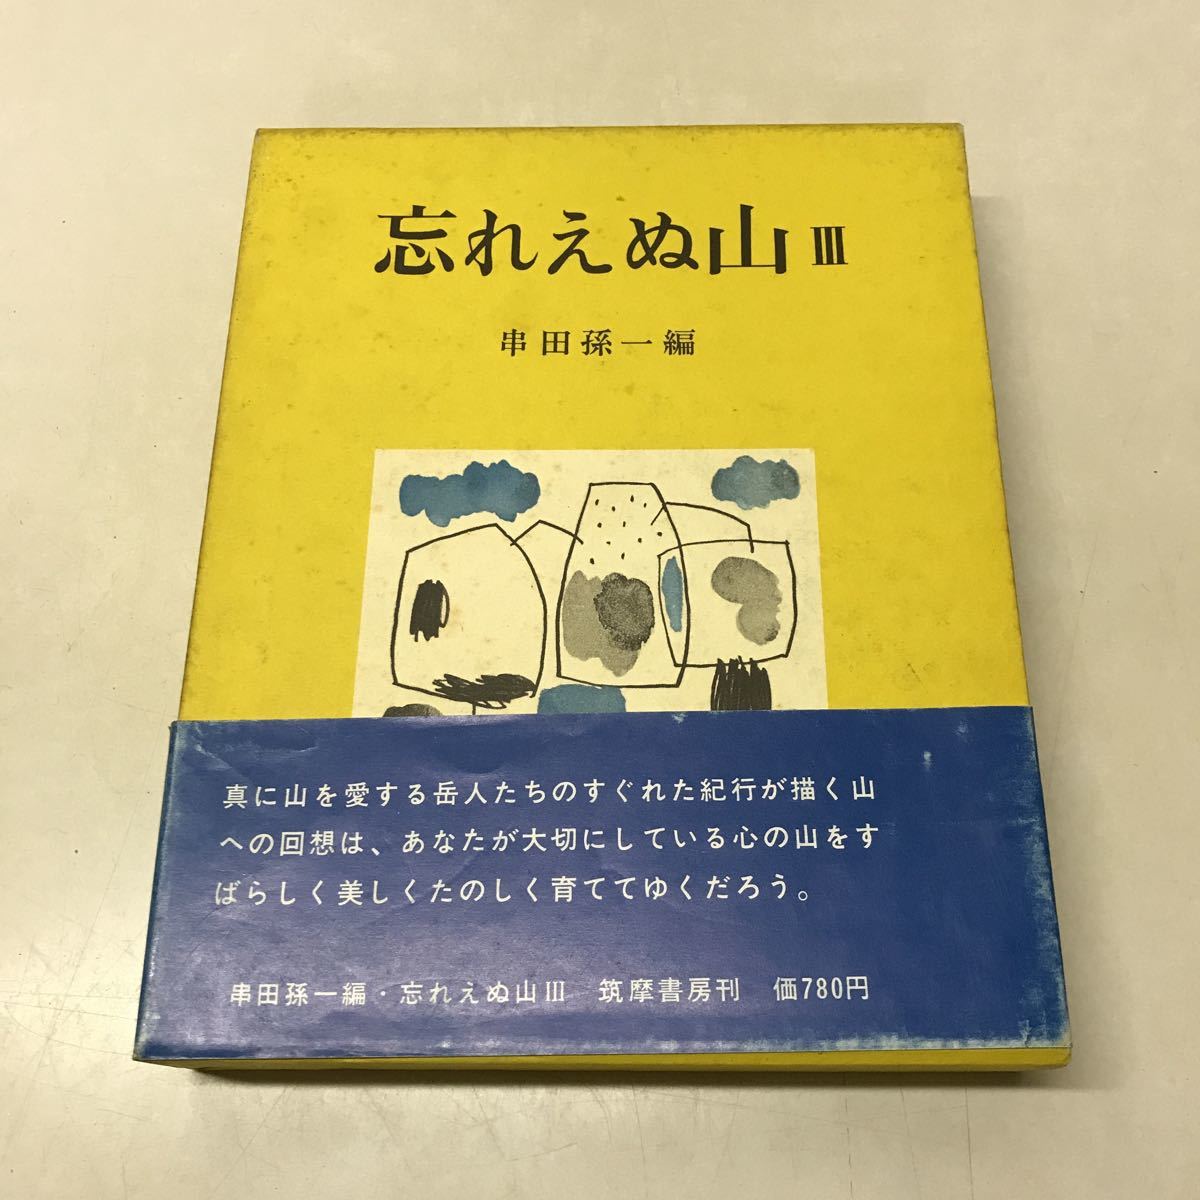 忘れえぬ山 III
串田孫一編
真に山を愛する岳人たちのすぐれた紀行が描く山
への回想は、あなたが大切にしている心の山をす
ばらしく美しくたのしく育ててゆくだろう。
串田孫一編・忘れえぬ山III 筑摩書房刊 価780円